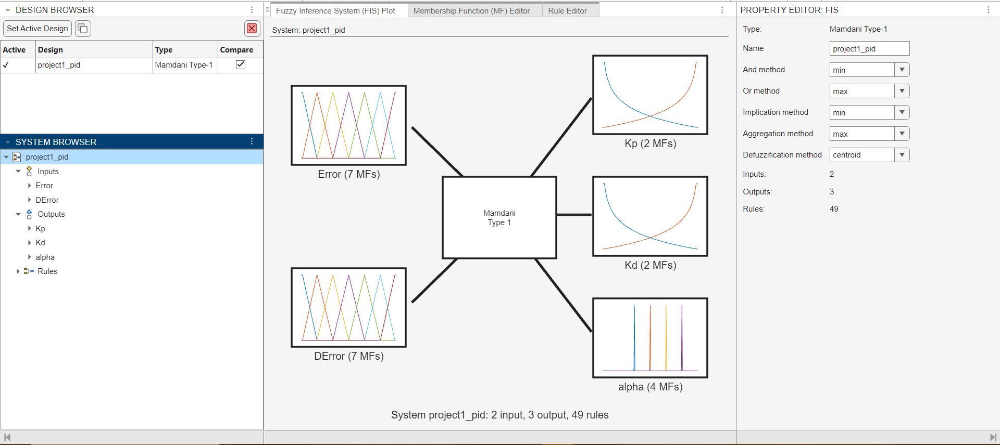 DESIGN BROWSER
Set Active Design
Active Design Type Compare
project1_pid Mamdani Type-1
SYSTEM BROWSER
project1_pid
Inputs
Error
DError
Outputs
Kp
Kd
alpha
Rules
Fuzzy Inference System (FIS) Plot Membership Function (MF) Editor Rule Editor
System: project1_pid
Error (7 MFs)
DError (7 MFs)
Mamdani
Type 1
Kp (2 MFs)
Kd (2 MFs)
alpha (4 MFs)
System project1_pid: 2 input, 3 output, 49 rules
PROPERTY EDITOR: FIS
Type: Mamdani Type-1
Name project1_pid
And method min
Or method max
Implication method min
Aggregation method max
Defuzzification method centroid
Inputs: 2
Outputs: 3
Rules: 49